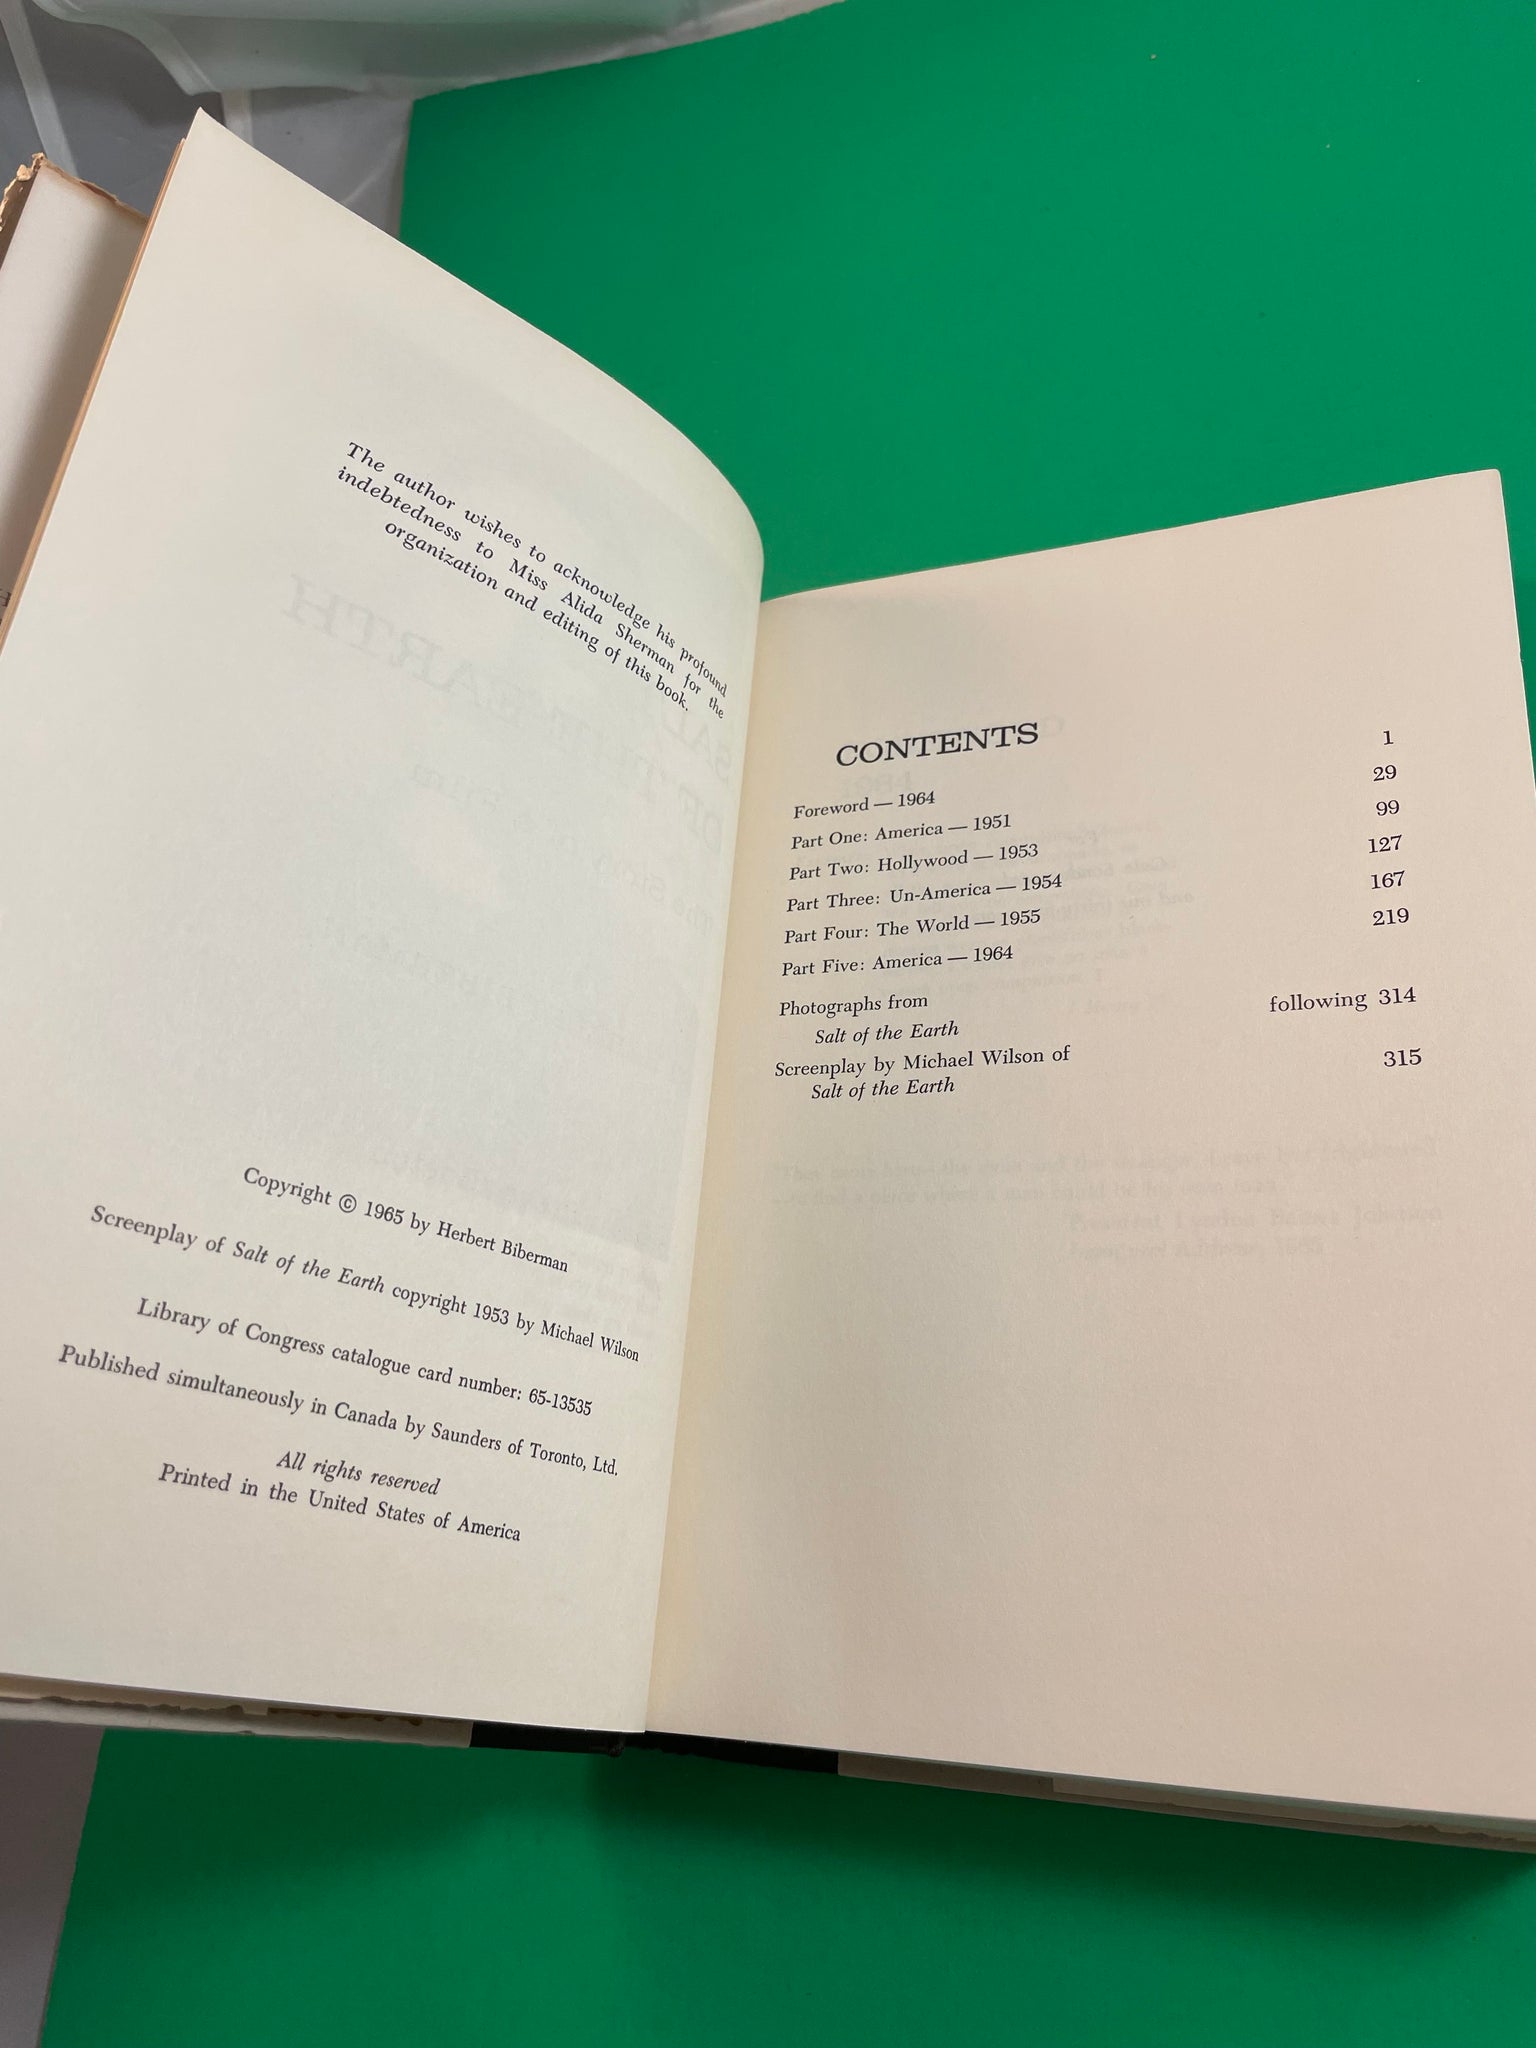 The author wishes to acknowledge his profound
indebtedness to Miss Alida Sherman for the
organization and editing of this book.
Copyright © 1965 by Herbert Biberman
Screenplay of Salt of the Earth copyright 1953 by Michael Wilson
Library of Congress catalogue card number: 65-13535
Published simultaneously in Canada by Saunders of Toronto, Ltd.
All rights reserved
Printed in the United States of America
CONTENTS
Foreword — 1964 1
Part One: America — 1951 29
Part Two: Hollywood — 1953 99
Part Three: Un-America — 1954 127
Part Four: The World — 1955 167
Part Five: America — 1964 219
Photographs from following 314
Salt of the Earth
Screenplay by Michael Wilson of 315
Salt of the Earth